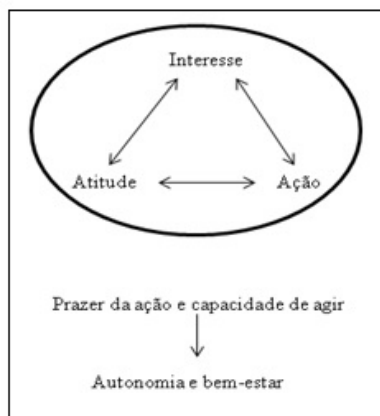 Interesse
Atitude Ação
Prazer da ação e capacidade de agir
Autonomia e bem-estar